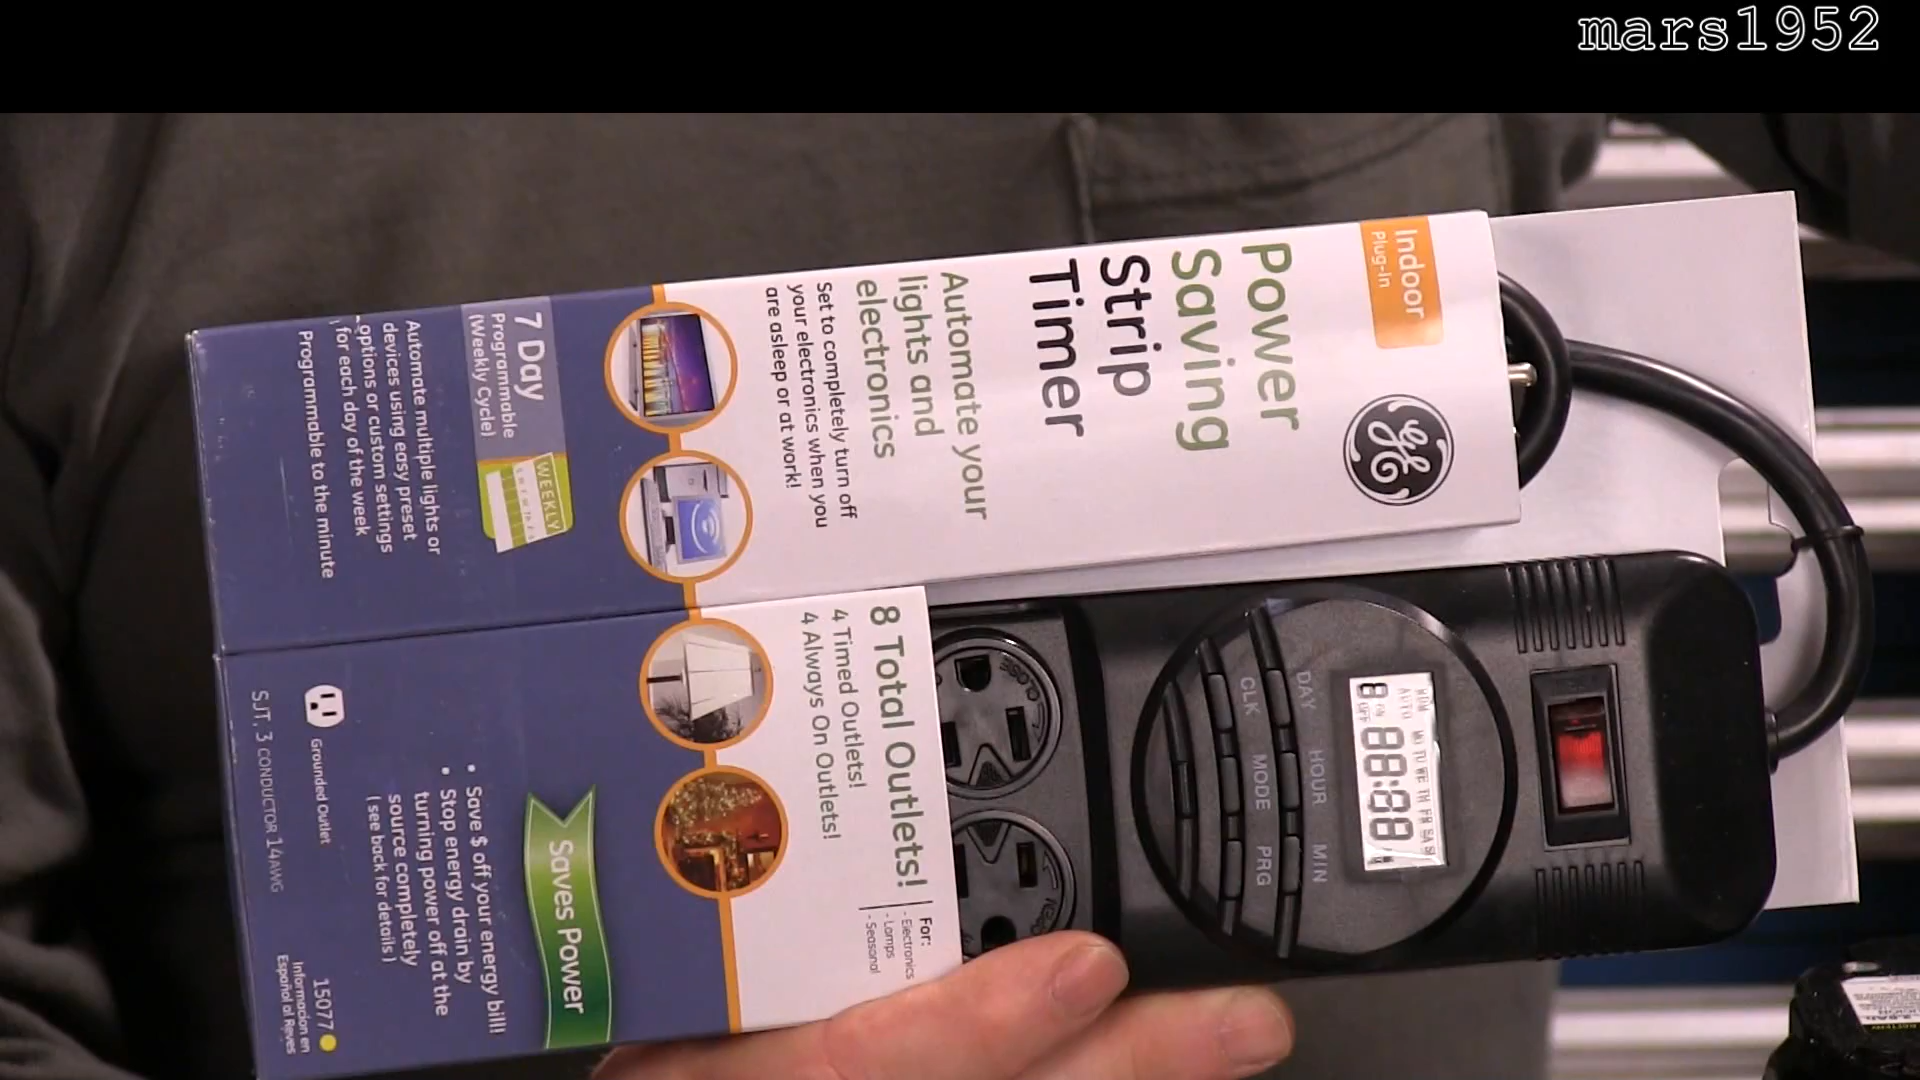 mars1952
Indoor
Plug-In
GE
Power
Saving
Strip
Timer
Automate your
lights and
electronics
Set to completely turn off
your electronics when you
are asleep or at work!
7 Day
Programmable
(Weekly Cycle)
WEEKLY
Automate multiple lights or
devices using easy preset
options or custom settings
for each day of the week
Programmable to the minute
8 Total Outlets!
4 Timed Outlets!
4 Always On Outlets!
For:
- Electronics
- Lamps
- Seasonal
Saves Power
• Save $ off your energy bill!
• Stop energy drain by
turning power off at the
source completely
(see back for details)
Grounded Outlet
SJT, 3 CONDUCTOR 14AWG
15077
Informacion en
Español al Reves
MO TU WE TH FR SA SU
AUTO
8 ON OFF 88:88
DAY HOUR MIN
CLK MODE PRG